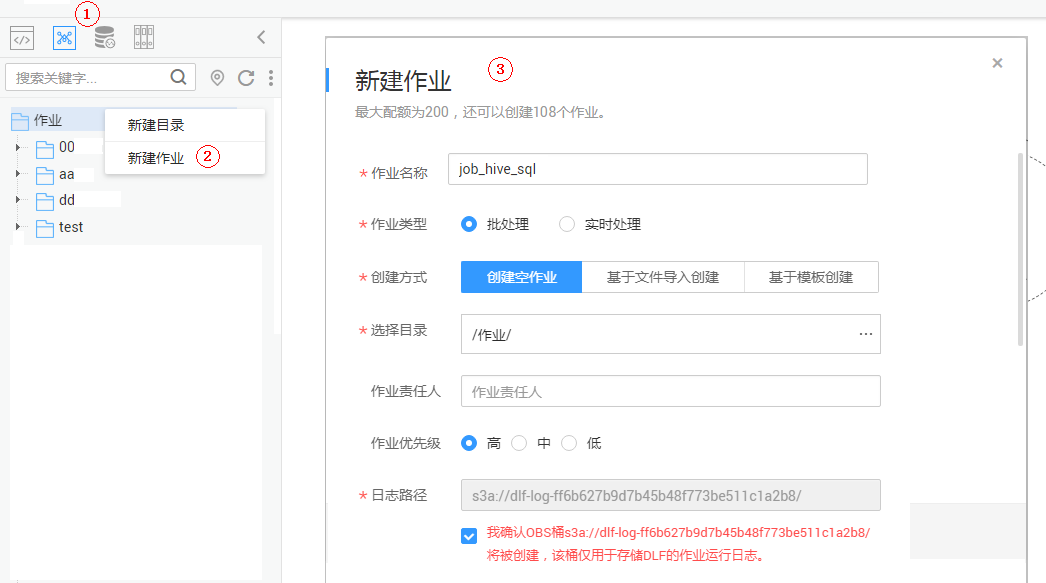 ①
</>
搜索关键字...
作业
00
aa
dd
test
新建目录
新建作业 ②
新建作业 ③
最大配额为200，还可以创建108个作业。
* 作业名称 job_hive_sql
* 作业类型 批处理 实时处理
* 创建方式 创建空作业 基于文件导入创建 基于模板创建
* 选择目录 /作业/ ...
作业责任人 作业责任人
作业优先级 高 中 低
* 日志路径 s3a://dlf-log-ff6b627b9d7b45b48f773be511c1a2b8/
我确认OBS桶s3a://dlf-log-ff6b627b9d7b45b48f773be511c1a2b8/
将被创建，该桶仅用于存储DLF的作业运行日志。